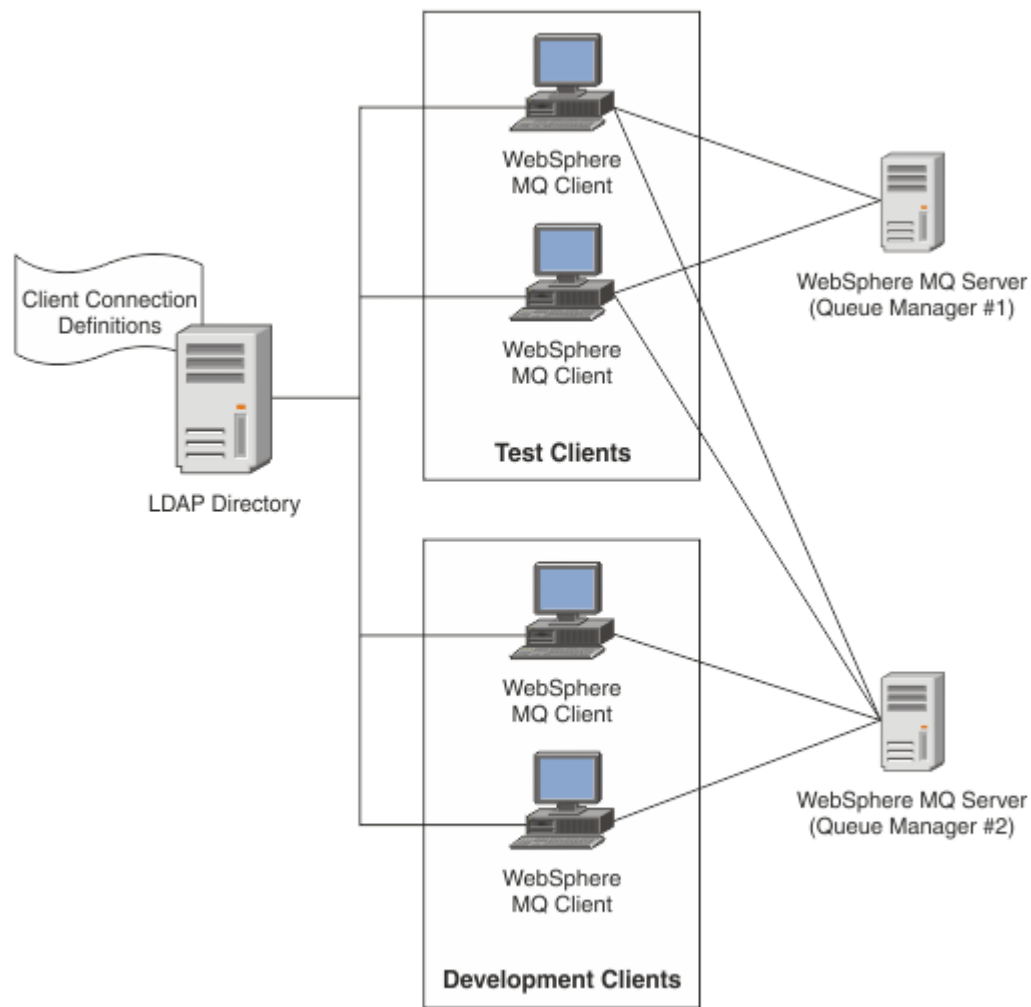 WebSphere
MQ Client
WebSphere
MQ Client
Test Clients
Client Connection
Definitions
LDAP Directory
WebSphere MQ Server
(Queue Manager #1)
WebSphere
MQ Client
WebSphere
MQ Client
Development Clients
WebSphere MQ Server
(Queue Manager #2)